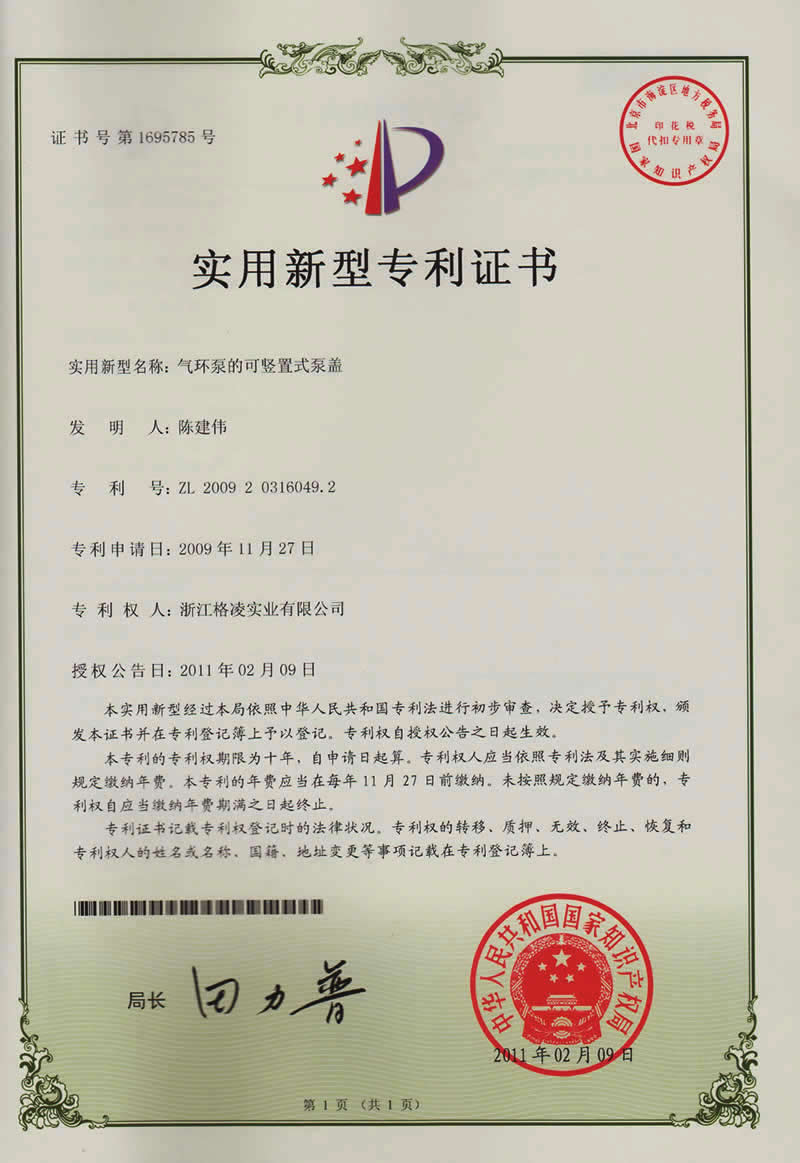 证书号第1695785号
北京市海淀区地方税务局
印花税
代扣专用章
国家知识产权局
实用新型专利证书
实用新型名称：气环泵的可竖置式泵盖
发明人：陈建伟
专利号：ZL 2009 2 0316049.2
专利申请日：2009年11月27日
专利权人：浙江格凌实业有限公司
授权公告日：2011年02月09日
本实用新型经过本局依照中华人民共和国专利法进行初步审查，决定授予专利权，颁
发本证书并在专利登记簿上予以登记。专利权自授权公告之日起生效。
本专利的专利权期限为十年，自申请日起算。专利权人应当依照专利法及其实施细则
规定缴纳年费。本专利的年费应当在每年11月27日前缴纳。未按照规定缴纳年费的，专
利权自应当缴纳年费期满之日起终止。
专利证书记载专利权登记时的法律状况。专利权的转移、质押、无效、终止、恢复和
专利权人的姓名或名称、国籍、地址变更等事项记载在专利登记簿上。
局长 田力普
中华人民共和国国家知识产权局
2011年02月09日
第1页（共1页）